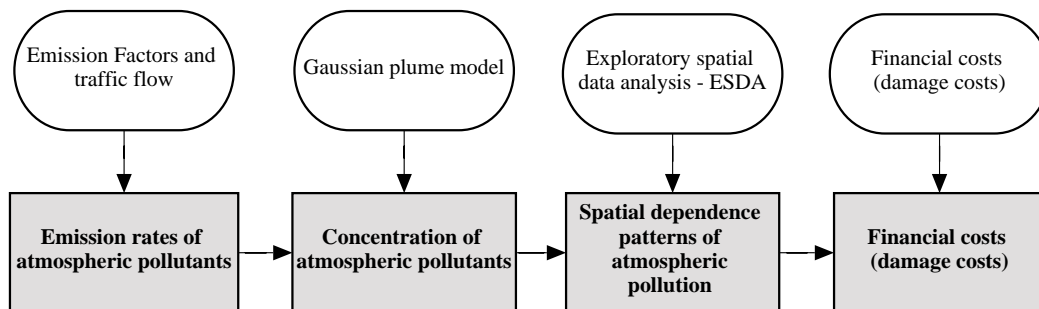 Emission Factors and
traffic flow
Gaussian plume model
Exploratory spatial
data analysis - ESDA
Financial costs
(damage costs)
Emission rates of
atmospheric pollutants
Concentration of
atmospheric pollutants
Spatial dependence
patterns of
atmospheric
pollution
Financial costs
(damage costs)